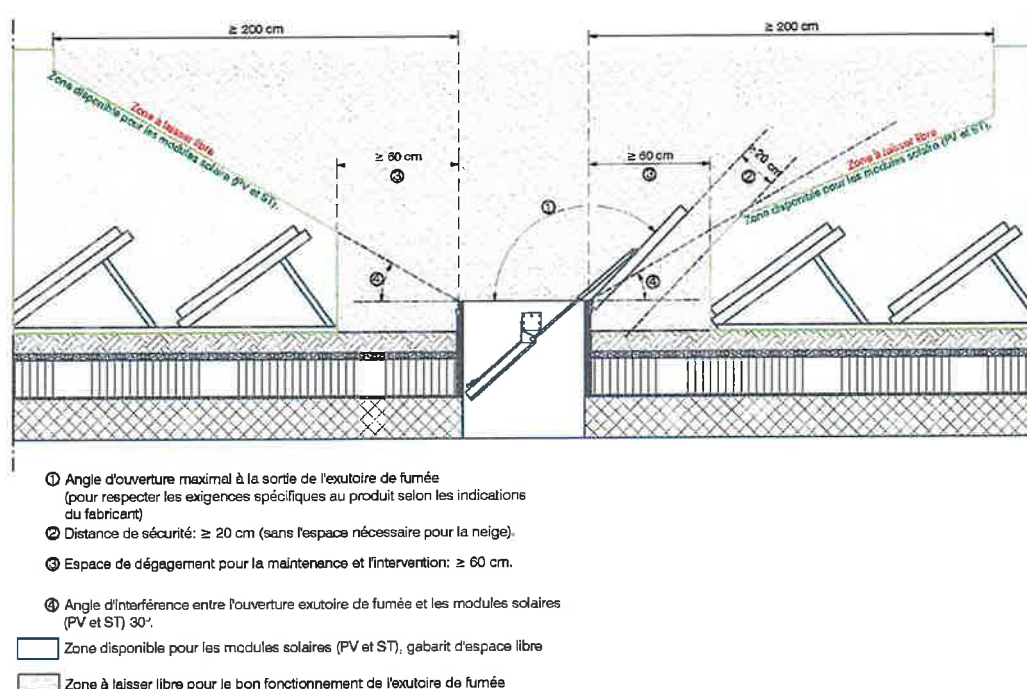 ≥ 200 cm
≥ 200 cm
Zone à laisser libre
Zone disponible pour les modules solaire (PV et ST).
≥ 60 cm
③
①
≥ 60 cm
③
≥20 cm
②
Zone à laisser libre
Zone disponible pour les modules solaire (PV et ST).
④
④
① Angle d'ouverture maximal à la sortie de l'exutoire de fumée
(pour respecter les exigences spécifiques au produit selon les indications
du fabricant)
② Distance de sécurité: ≥ 20 cm (sans l'espace nécessaire pour la neige).
③ Espace de dégagement pour la maintenance et l'intervention: ≥ 60 cm.
④ Angle d'interférence entre l'ouverture exutoire de fumée et les modules solaires
(PV et ST) 30°.
Zone disponible pour les modules solaires (PV et ST), gabarit d'espace libre
Zone à laisser libre pour le bon fonctionnement de l'exutoire de fumée